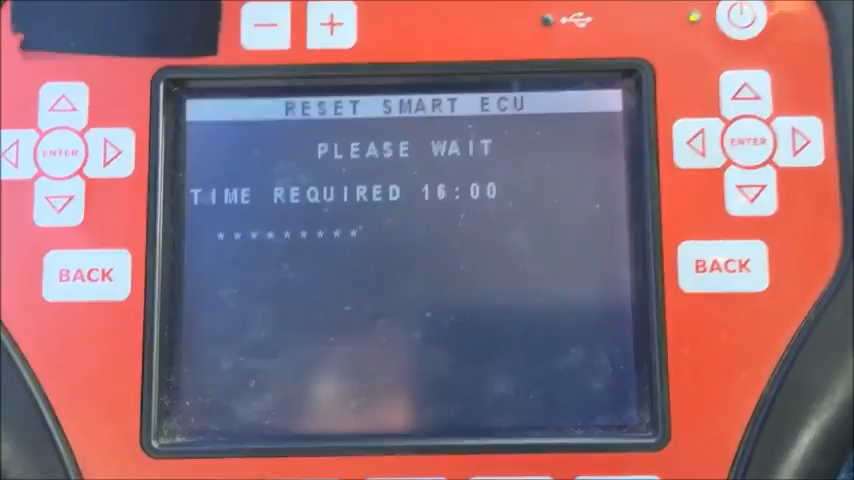 − +
RESET SMART ECU
PLEASE WAIT
TIME REQUIRED 16:00
*********
ENTER
ENTER
BACK
BACK